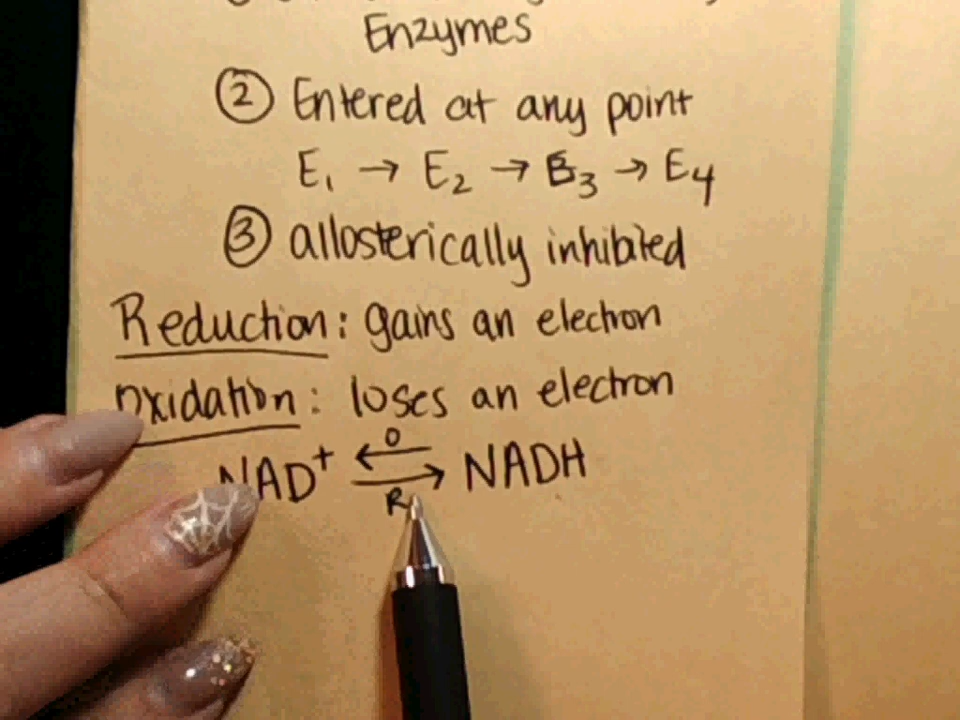 Enzymes
② Entered at any point
E₁ → E₂ → E₃ → E₄
③ allosterically inhibited
Reduction: gains an electron
Oxidation: loses an electron
O
NAD⁺ ⇄ NADH
R